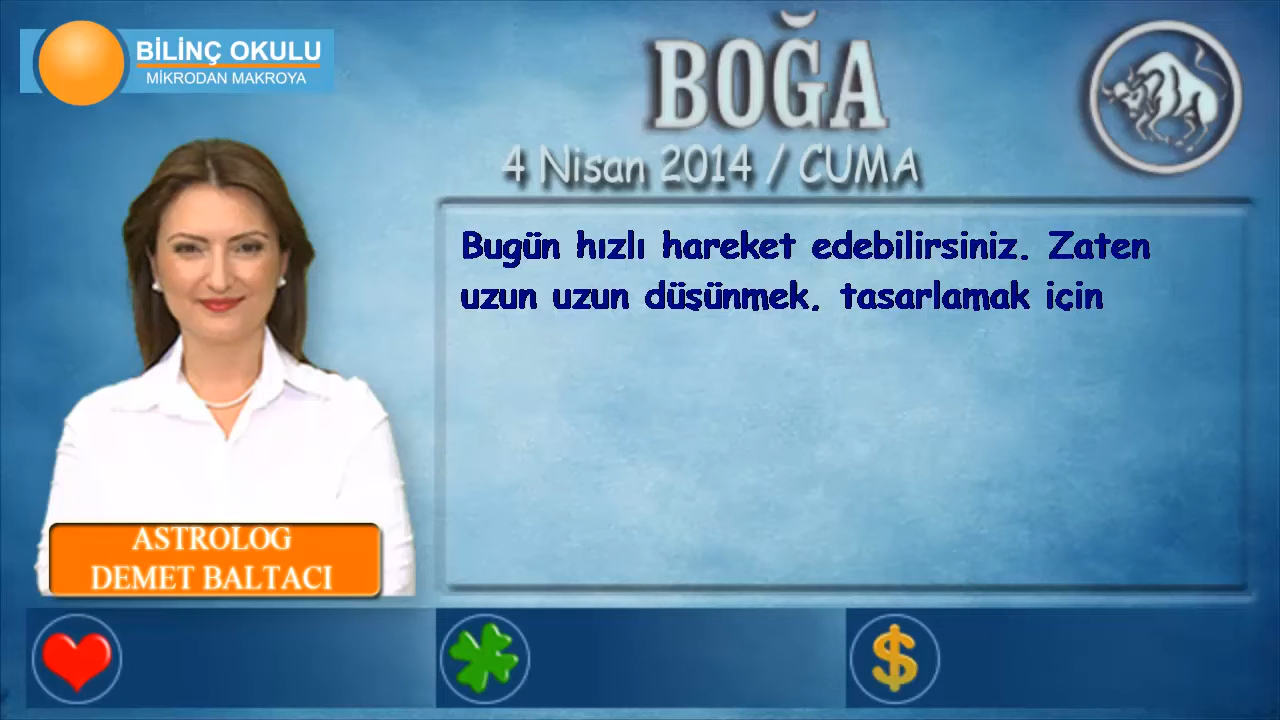 BİLİNÇ OKULU
MİKRODAN MAKROYA
BOĞA
4 Nisan 2014 / CUMA
Bugün hızlı hareket edebilirsiniz. Zaten
uzun uzun düşünmek, tasarlamak için
ASTROLOG
DEMET BALTACI
$